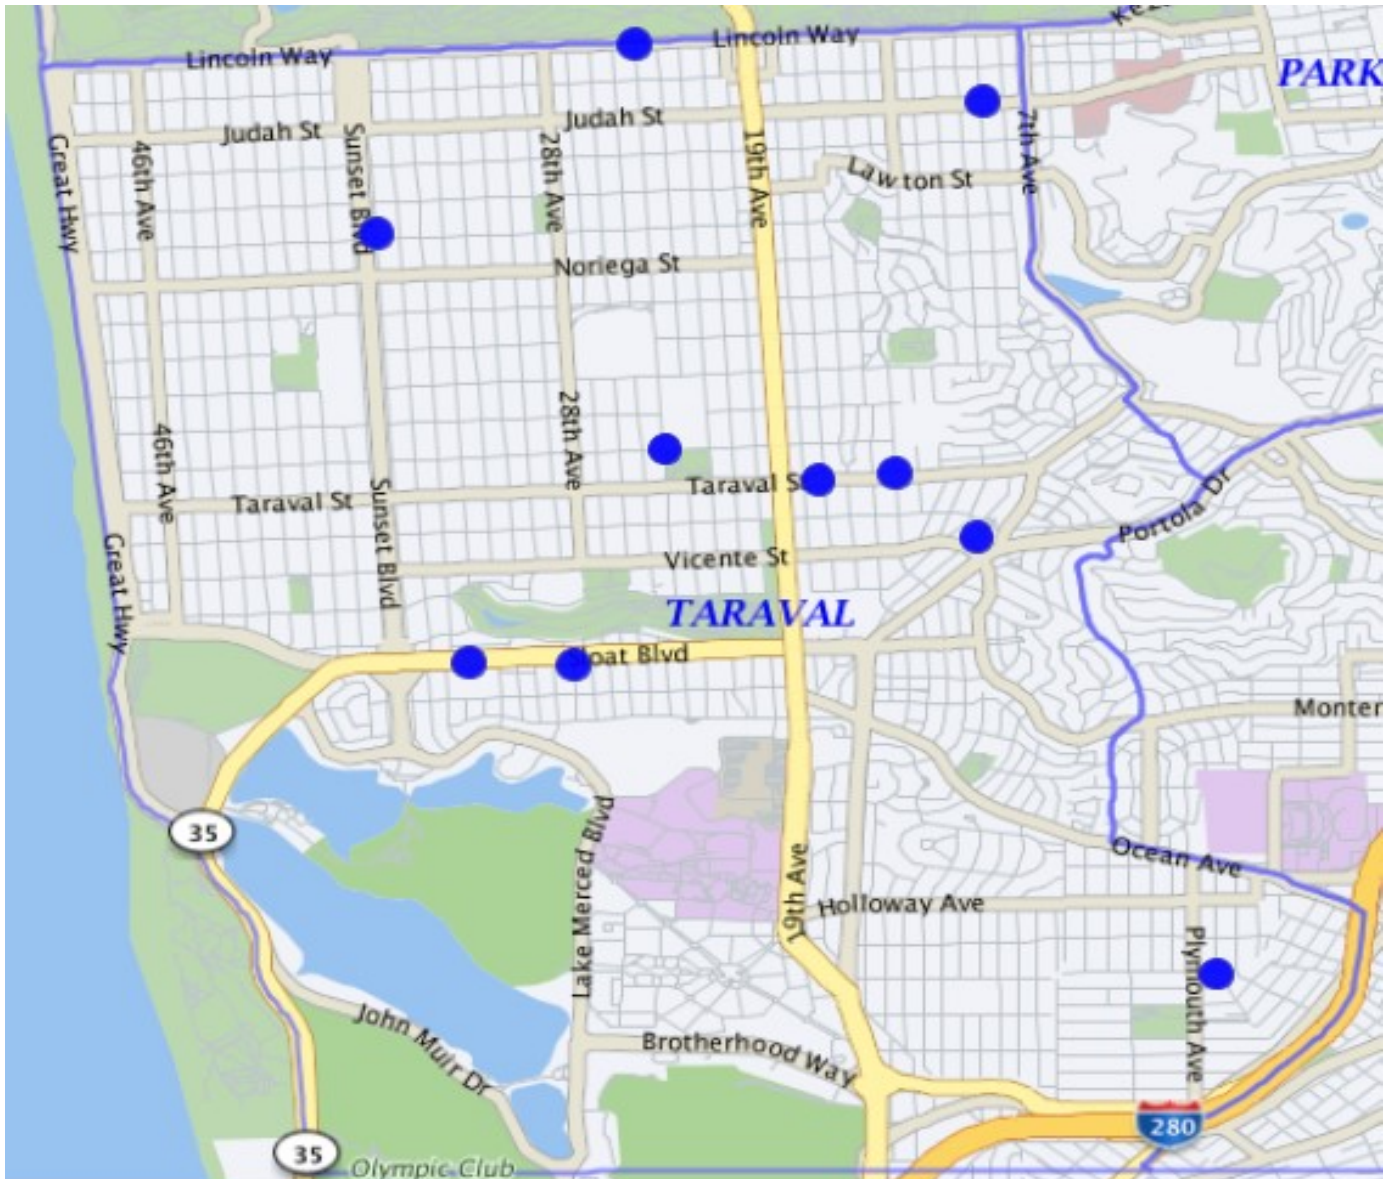 Lincoln Way
Lincoln Way
PARK
Judah St
Judah St
Great Hwy
46th Ave
Sunset Blvd
28th Ave
19th Ave
7th Ave
Lawton St
Noriega St
28th Ave
46th Ave
Taraval St
Sunset Blvd
Taraval S
Portola Dr
Great Hwy
Vicente St
TARAVAL
Sloat Blvd
Monter
35
Lake Merced Blvd
19th Ave
Ocean Ave
Holloway Ave
Plymouth Ave
John Muir Dr
Brotherhood Way
280
35
Olympic Club